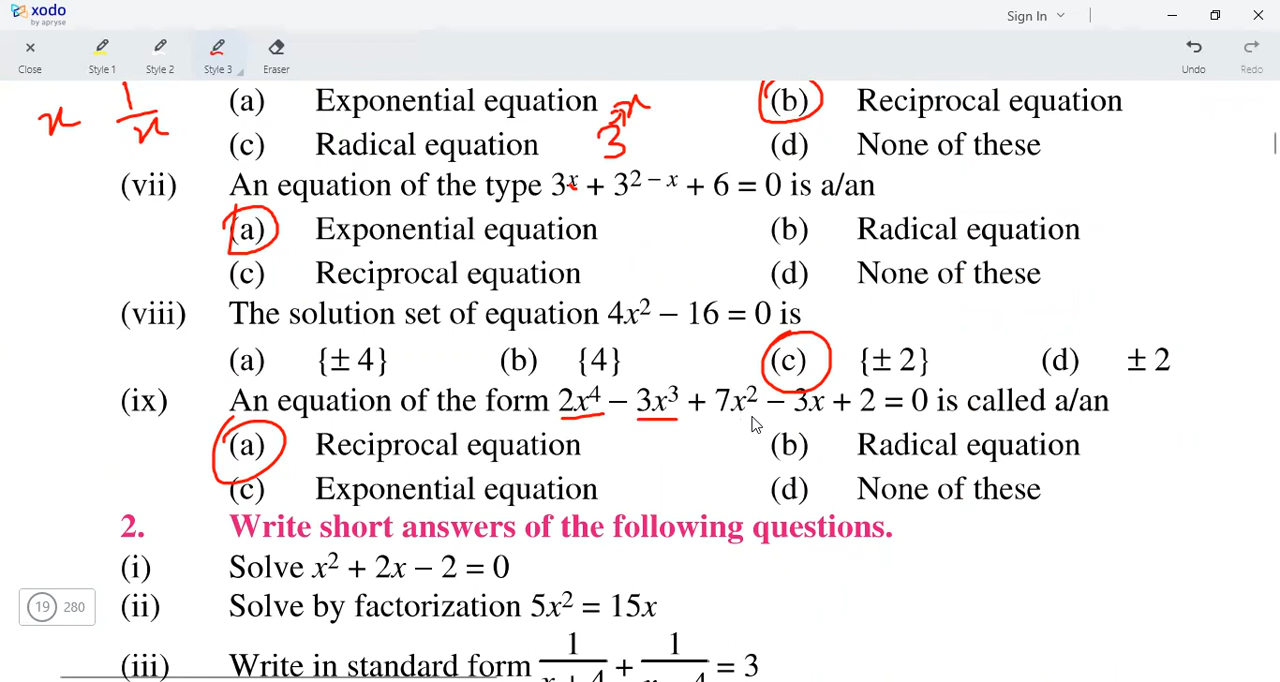 xodo
by apryse
Sign In
Close Style 1 Style 2 Style 3 Eraser Undo Redo
x 1/x (a) Exponential equation 3^x (b) Reciprocal equation
(c) Radical equation (d) None of these
(vii) An equation of the type 3ˣ + 3²⁻ˣ + 6 = 0 is a/an
(a) Exponential equation (b) Radical equation
(c) Reciprocal equation (d) None of these
(viii) The solution set of equation 4x² − 16 = 0 is
(a) {± 4} (b) {4} (c) {± 2} (d) ± 2
(ix) An equation of the form 2x⁴ − 3x³ + 7x² − 3x + 2 = 0 is called a/an
(a) Reciprocal equation (b) Radical equation
(c) Exponential equation (d) None of these
2. Write short answers of the following questions.
(i) Solve x² + 2x − 2 = 0
19 280 (ii) Solve by factorization 5x² = 15x
(iii) Write in standard form 1/ + 1/ = 3